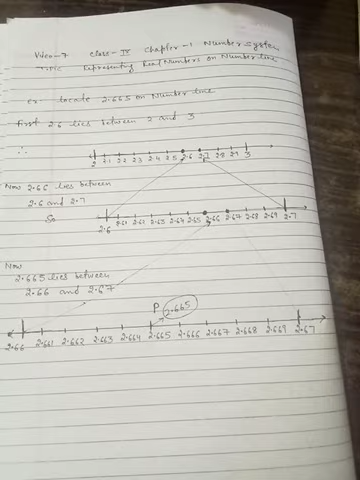 Class-IX Chapter-1 Number System
Topic Representing Real Numbers on Number line
Ex. Locate 2.665 on Number line
First 2.6 lies between 2 and 3
∴
2 2.1 2.2 2.3 2.4 2.5 2.6 2.7 2.8 2.9 3
Now 2.66 lies between
2.6 and 2.7
So
2.6 2.61 2.62 2.63 2.64 2.65 2.66 2.67 2.68 2.69 2.7
Now
2.665 lies between
2.66 and 2.67
P 2.665
2.66 2.661 2.662 2.663 2.664 2.665 2.666 2.667 2.668 2.669 2.67